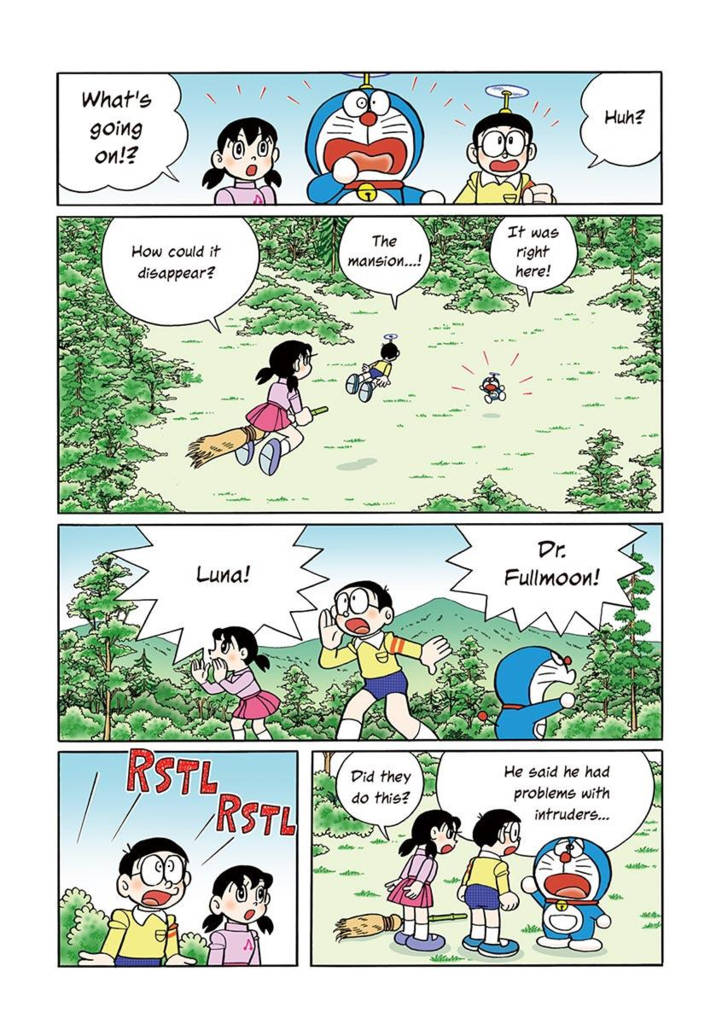 What's
going
on!?
Huh?
How could it
disappear?
The
mansion...!
It was
right
here!
Luna!
Dr.
Fullmoon!
RSTL
RSTL
Did they
do this?
He said he had
problems with
intruders...